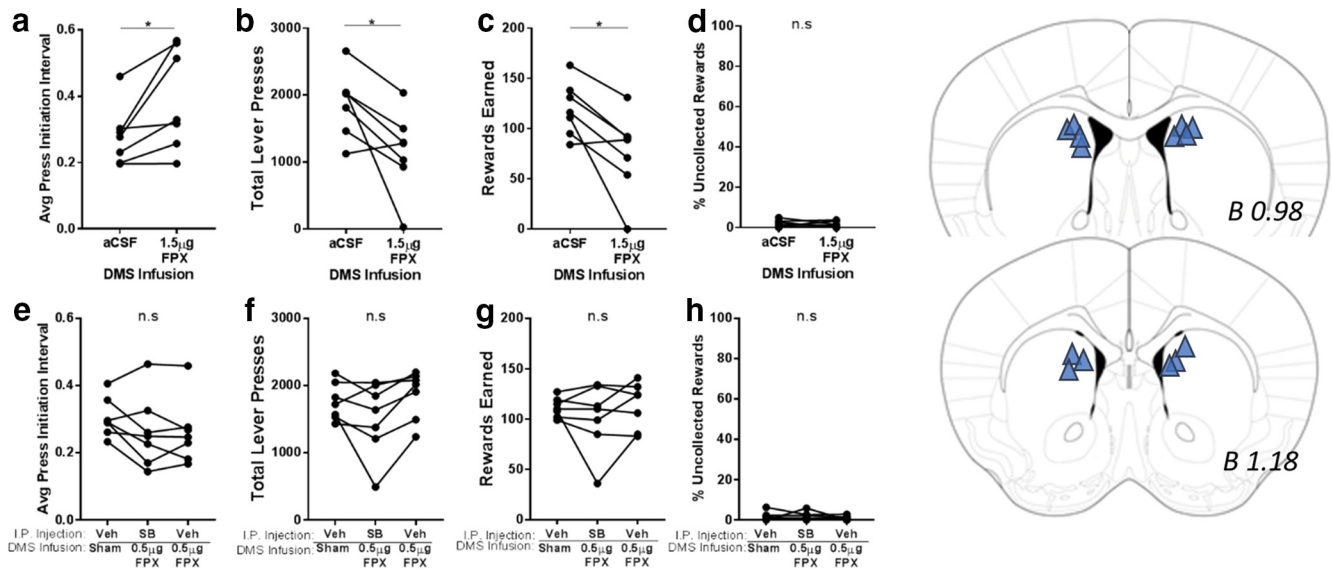 a
*
Avg Press Initiation Interval
0.6
0.4
0.2
0.0
aCSF 1.5µg
FPX
DMS Infusion
b
*
Total Lever Presses
3000
2000
1000
0
aCSF 1.5µg
FPX
DMS Infusion
c
*
Rewards Earned
200
150
100
50
0
aCSF 1.5µg
FPX
DMS Infusion
d
n.s
% Uncollected Rewards
100
80
60
40
20
0
aCSF 1.5µg
FPX
DMS Infusion
B 0.98
e
n.s
Avg Press Initiation Interval
0.6
0.4
0.2
0.0
I.P. Injection: Veh SB Veh
DMS Infusion: Sham 0.5µg 0.5µg
FPX FPX
f
n.s
Total Lever Presses
3000
2000
1000
0
I.P. Injection: Veh SB Veh
DMS Infusion: Sham 0.5µg 0.5µg
FPX FPX
g
n.s
Rewards Earned
200
150
100
50
0
I.P. Injection: Veh SB Veh
DMS Infusion: Sham 0.5µg 0.5µg
FPX FPX
h
n.s
% Uncollected Rewards
100
80
60
40
20
0
I.P. Injection: Veh SB Veh
DMS Infusion: Sham 0.5µg 0.5µg
FPX FPX
B 1.18